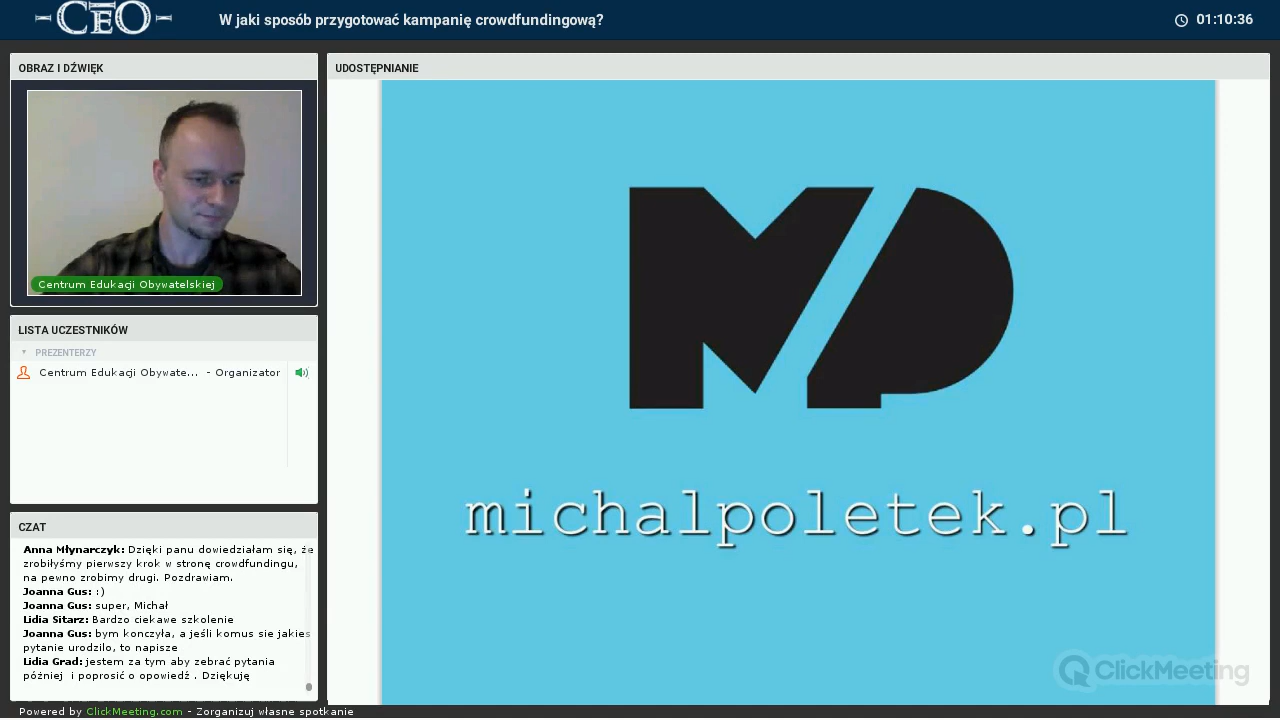 CEO
W jaki sposób przygotować kampanię crowdfundingową?
01:10:36
OBRAZ I DŹWIĘK
Centrum Edukacji Obywatelskiej
LISTA UCZESTNIKÓW
PREZENTERZY
Centrum Edukacji Obywate... - Organizator
CZAT
Anna Młynarczyk: Dzięki panu dowiedziałam się, że
zrobiłyśmy pierwszy krok w stronę crowdfundingu,
na pewno zrobimy drugi. Pozdrawiam.
Joanna Gus: :)
Joanna Gus: super, Michał
Lidia Sitarz: Bardzo ciekawe szkolenie
Joanna Gus: bym konczyła, a jeśli komus sie jakies
pytanie urodzilo, to napisze
Lidia Grad: jestem za tym aby zebrać pytania
później i poprosić o opowiedź . Dziękuję
Powered by ClickMeeting.com - Zorganizuj własne spotkanie
UDOSTĘPNIANIE
MP
michalpoletek.pl
ClickMeeting